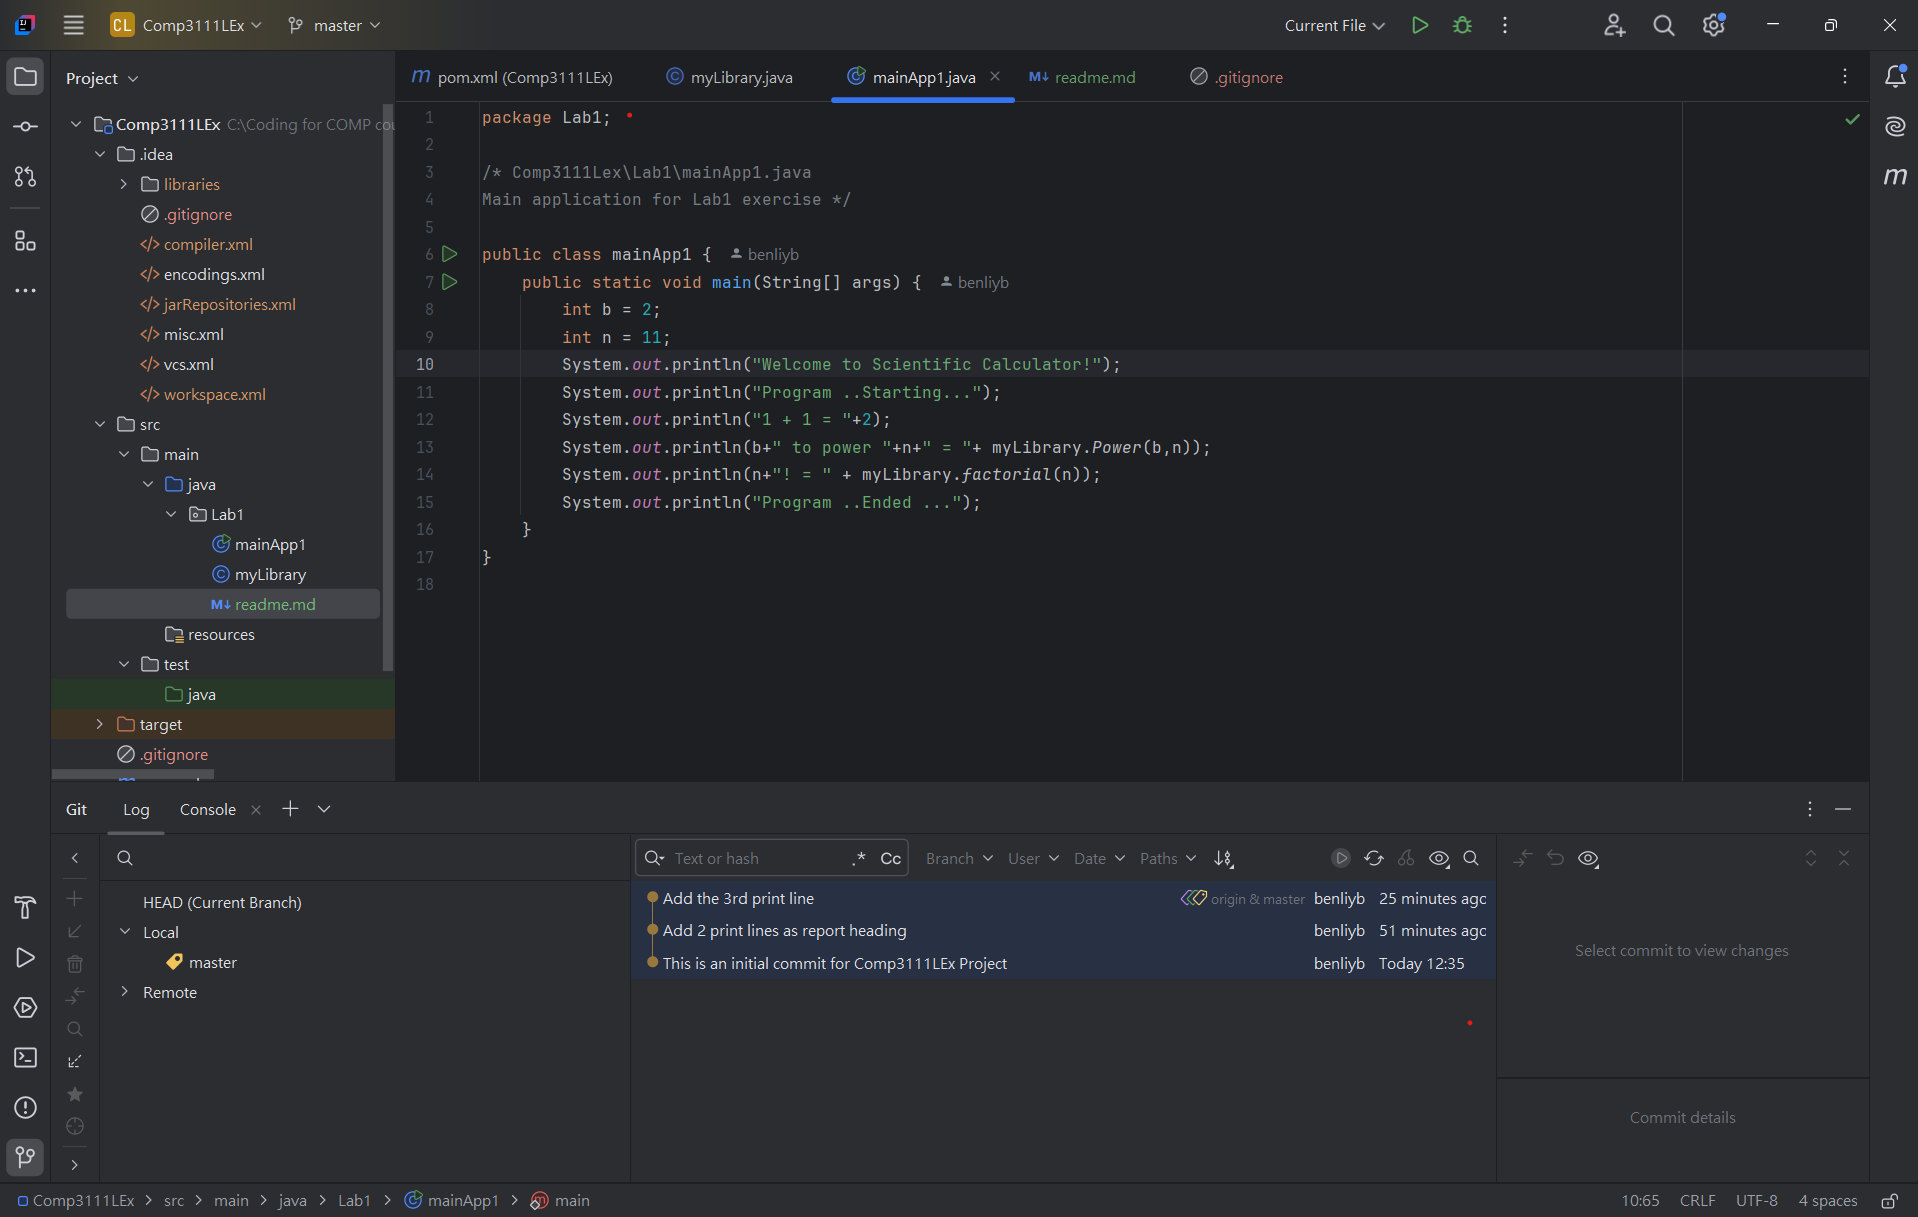 CL Comp3111LEx master Current File
Project
pom.xml (Comp3111LEx) myLibrary.java mainApp1.java readme.md .gitignore
Comp3111LEx C:\Coding for COMP cou
.idea
libraries
.gitignore
compiler.xml
encodings.xml
jarRepositories.xml
misc.xml
vcs.xml
workspace.xml
src
main
java
Lab1
mainApp1
myLibrary
readme.md
resources
test
java
target
.gitignore
1 package Lab1;
2
3 /* Comp3111Lex\Lab1\mainApp1.java
4 Main application for Lab1 exercise */
5
6 public class mainApp1 { benliyb
7 public static void main(String[] args) { benliyb
8 int b = 2;
9 int n = 11;
10 System.out.println("Welcome to Scientific Calculator!");
11 System.out.println("Program ..Starting...");
12 System.out.println("1 + 1 = "+2);
13 System.out.println(b+" to power "+n+" = "+ myLibrary.Power(b,n));
14 System.out.println(n+"! = " + myLibrary.factorial(n));
15 System.out.println("Program ..Ended ...");
16 }
17 }
18
Git Log Console
Text or hash .* Cc Branch User Date Paths
HEAD (Current Branch)
Local
master
Remote
Add the 3rd print line origin & master benliyb 25 minutes ago
Add 2 print lines as report heading benliyb 51 minutes ago
This is an initial commit for Comp3111LEx Project benliyb Today 12:35
Select commit to view changes
Commit details
Comp3111LEx > src > main > java > Lab1 > mainApp1 > main 10:65 CRLF UTF-8 4 spaces